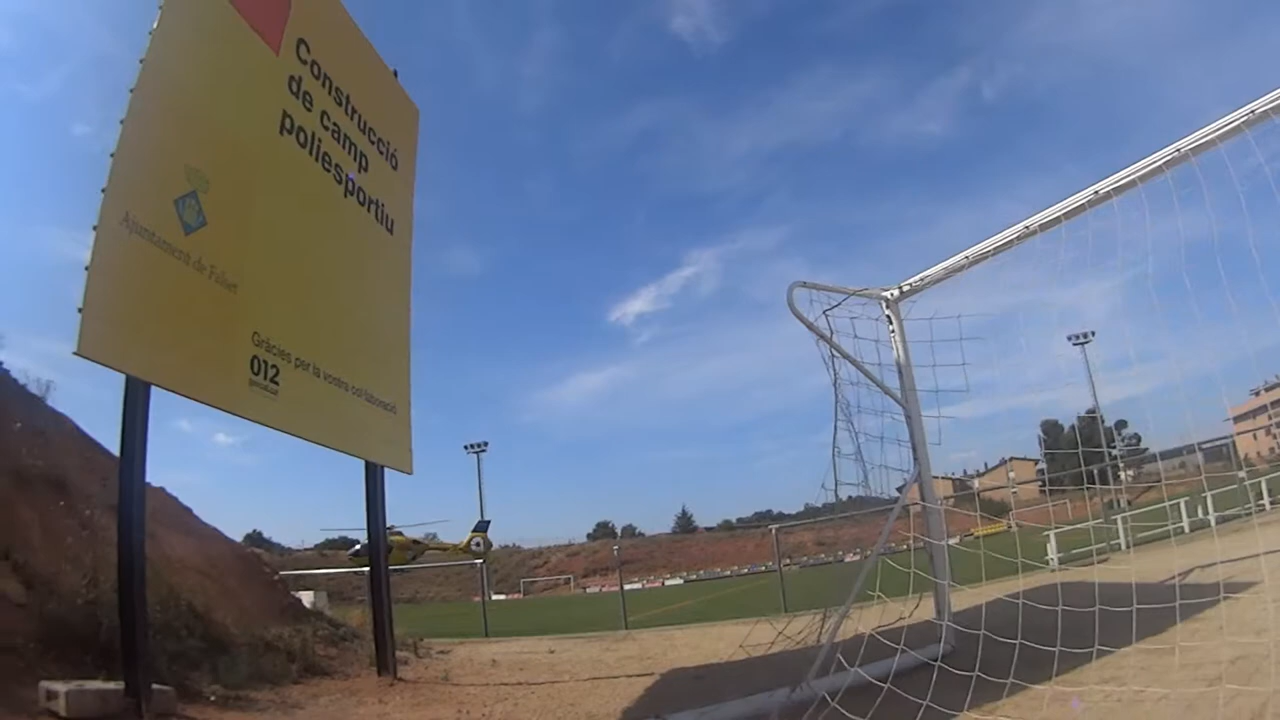 Construcció
de camp
poliesportiu
Ajuntament de Falset
Gràcies per la vostra col·laboració
012